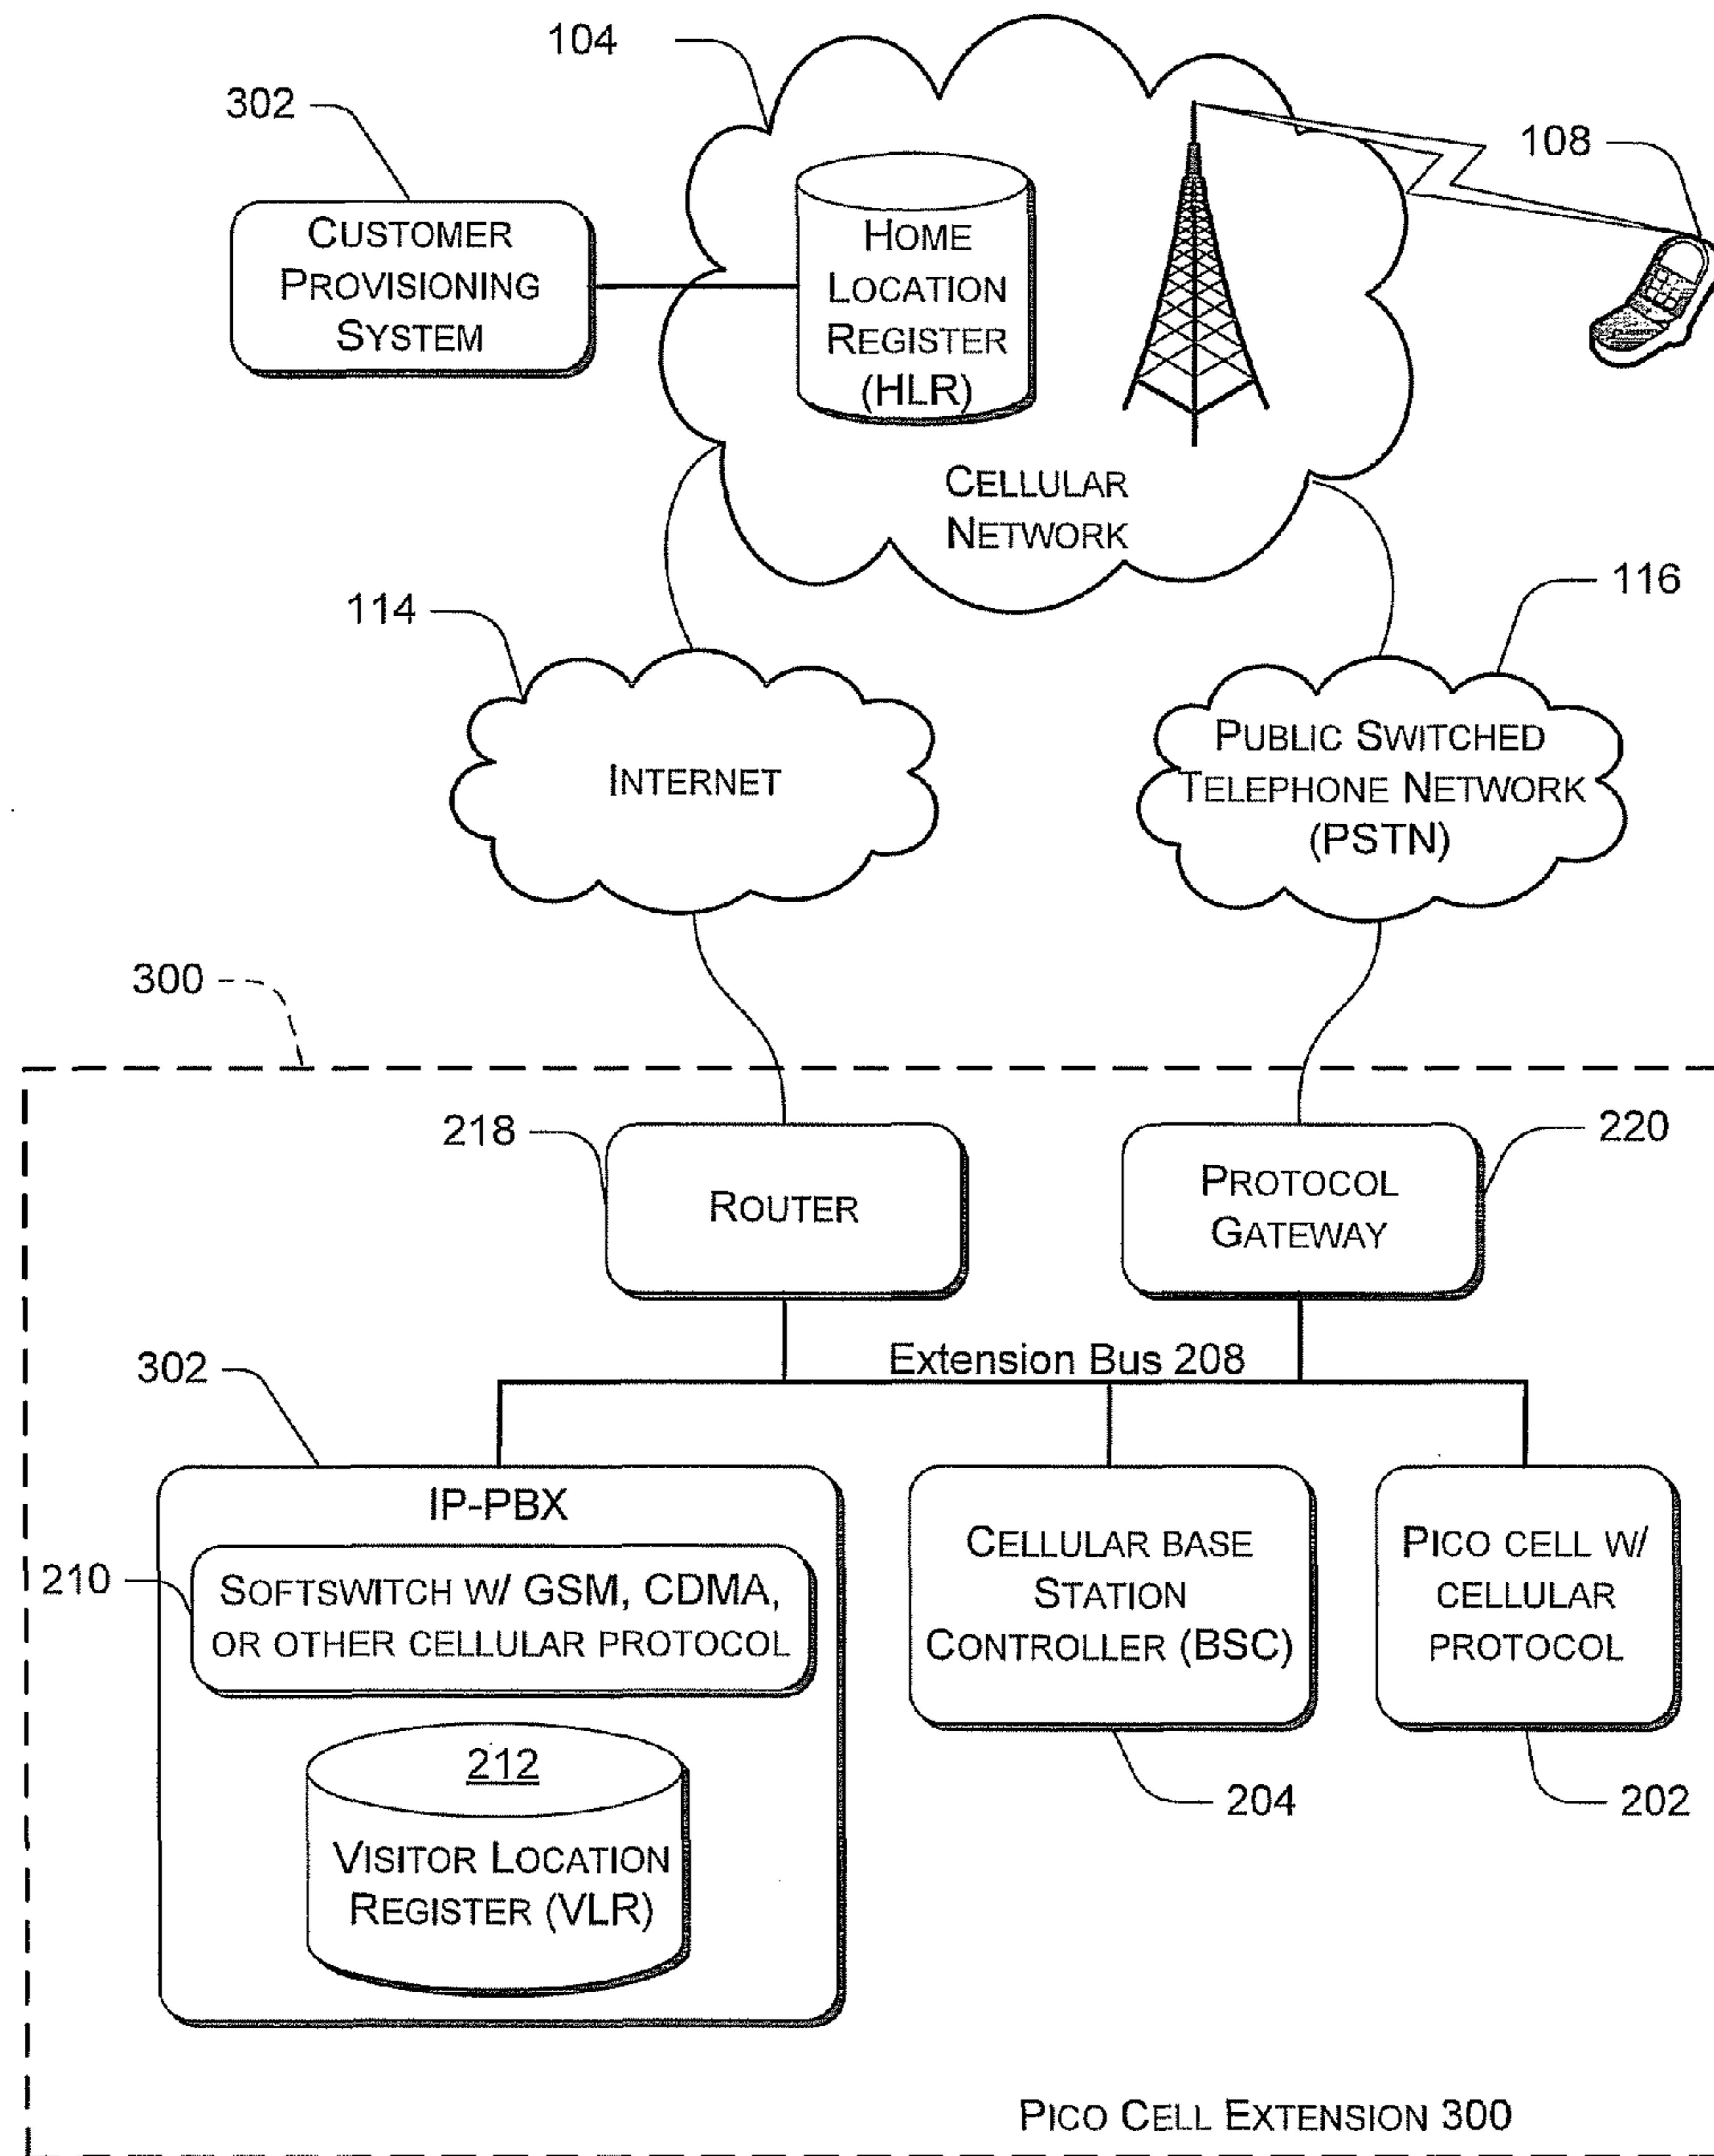 104
302
108
CUSTOMER
PROVISIONING
SYSTEM
HOME
LOCATION
REGISTER
(HLR)
CELLULAR
NETWORK
114
116
INTERNET
PUBLIC SWITCHED
TELEPHONE NETWORK
(PSTN)
300
218
220
ROUTER
PROTOCOL
GATEWAY
302
Extension Bus 208
IP-PBX
210
SOFTSWITCH W/ GSM, CDMA,
OR OTHER CELLULAR PROTOCOL
CELLULAR BASE
STATION
CONTROLLER (BSC)
PICO CELL W/
CELLULAR
PROTOCOL
212
VISITOR LOCATION
REGISTER (VLR)
204
202
PICO CELL EXTENSION 300